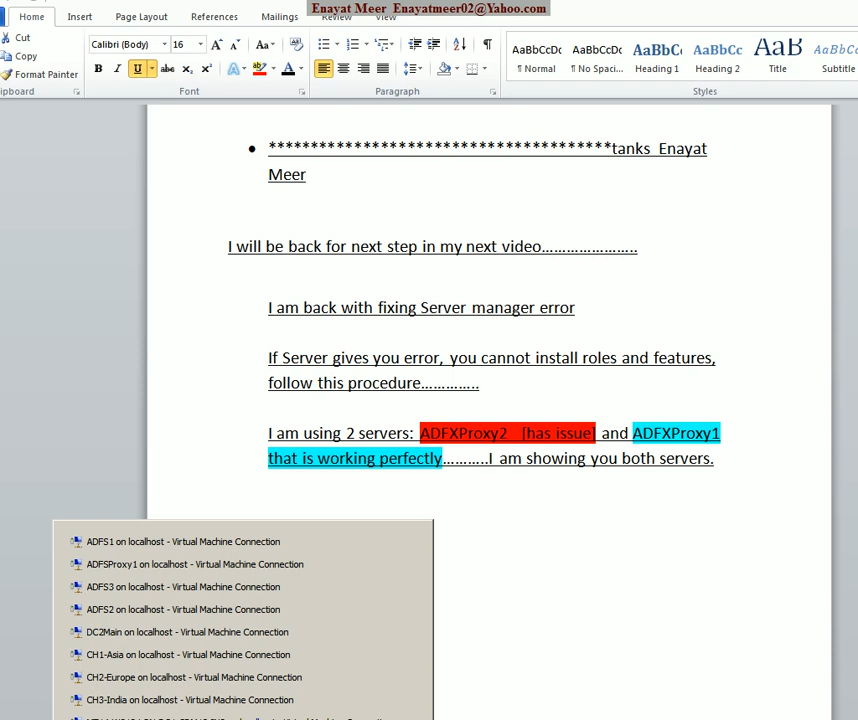 Enayat Meer Enayatmeer02@Yahoo.com
Home Insert Page Layout References Mailings Review View
Cut
Copy
Format Painter
Calibri (Body) 16
Aa
B I U abc x₂ x² A ab A
AaBbCcDc AaBbCcDc AaBbC AaBbCc AaB AaBbCc
¶ Normal ¶ No Spaci... Heading 1 Heading 2 Title Subtitle
ipboard Font Paragraph Styles
• *****************************************tanks Enayat
Meer
I will be back for next step in my next video…………………..
I am back with fixing Server manager error
If Server gives you error, you cannot install roles and features,
follow this procedure…………..
I am using 2 servers: ADFXProxy2 [has issue] and ADFXProxy1
that is working perfectly………..I am showing you both servers.
ADFS1 on localhost - Virtual Machine Connection
ADFSProxy1 on localhost - Virtual Machine Connection
ADFS3 on localhost - Virtual Machine Connection
ADFS2 on localhost - Virtual Machine Connection
DC2Main on localhost - Virtual Machine Connection
CH1-Asia on localhost - Virtual Machine Connection
CH2-Europe on localhost - Virtual Machine Connection
CH3-India on localhost - Virtual Machine Connection